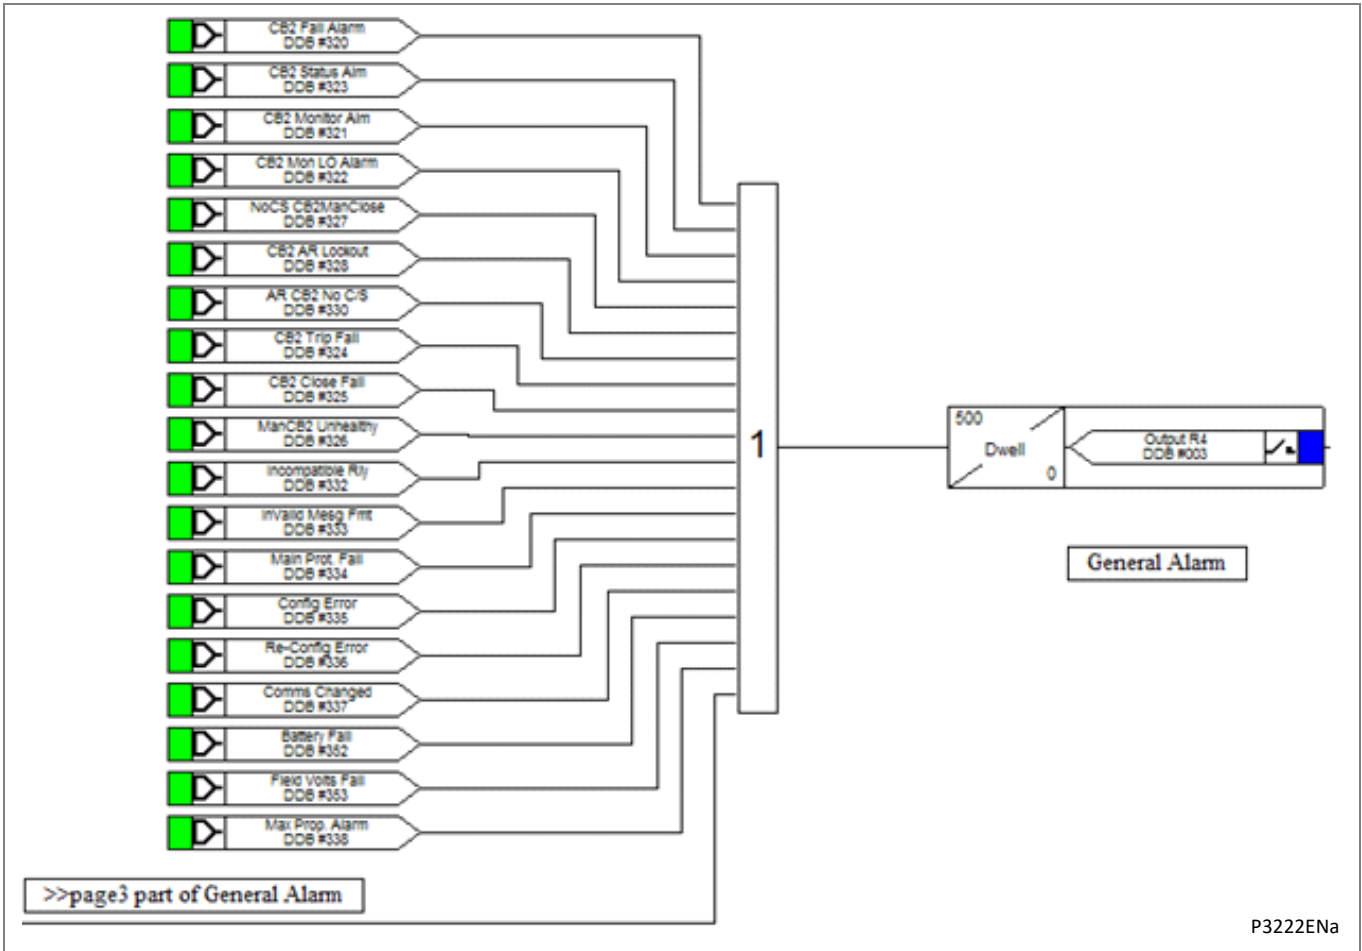 CB2 Fail Alarm
DDB #320
CB2 Status Alm
DDB #323
CB2 Monitor Alm
DDB #321
CB2 Mon LO Alarm
DDB #322
NoCS CB2ManClose
DDB #327
CB2 AR Lockout
DDB #328
AR CB2 No C/S
DDB #330
CB2 Trip Fail
DDB #324
CB2 Close Fail
DDB #325
ManCB2 Unhealthy
DDB #326
Incompatible Rly
DDB #332
InValid Mesg Fmt
DDB #333
Main Prot. Fail
DDB #334
Config Error
DDB #335
Re-Config Error
DDB #336
Comms Changed
DDB #337
Battery Fail
DDB #352
Field Volts Fail
DDB #353
Max Prop. Alarm
DDB #338
1
500
Dwell
0
Output R4
DDB #003
General Alarm
>>page3 part of General Alarm
P3222ENa